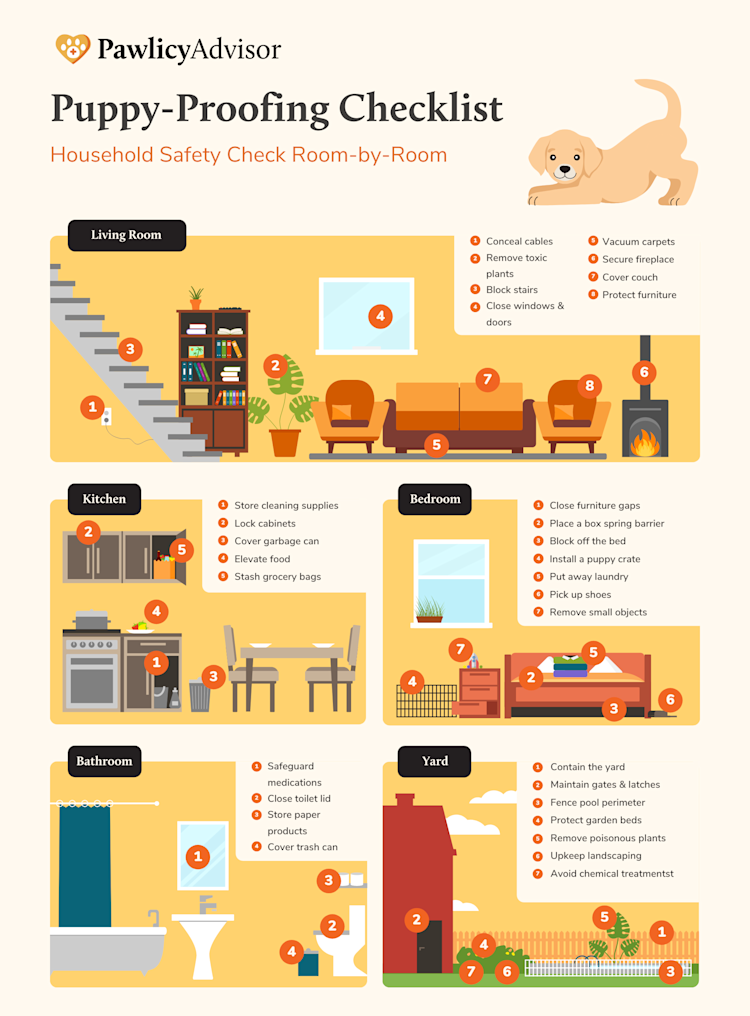 PawlicyAdvisor
Puppy-Proofing Checklist
Household Safety Check Room-by-Room
Living Room
1 Conceal cables
2 Remove toxic
plants
3 Block stairs
4 Close windows &
doors
5 Vacuum carpets
6 Secure fireplace
7 Cover couch
8 Protect furniture
4
3
2
1
7
8
6
5
Kitchen
1 Store cleaning supplies
2 Lock cabinets
3 Cover garbage can
4 Elevate food
5 Stash grocery bags
2
5
4
1
3
Bedroom
1 Close furniture gaps
2 Place a box spring barrier
3 Block off the bed
4 Install a puppy crate
5 Put away laundry
6 Pick up shoes
7 Remove small objects
7
5
4
2
3
6
Bathroom
1 Safeguard
medications
2 Close toilet lid
3 Store paper
products
4 Cover trash can
1
3
2
4
Yard
1 Contain the yard
2 Maintain gates & latches
3 Fence pool perimeter
4 Protect garden beds
5 Remove poisonous plants
6 Upkeep landscaping
7 Avoid chemical treatmentst
2
5
1
4
7
6
3